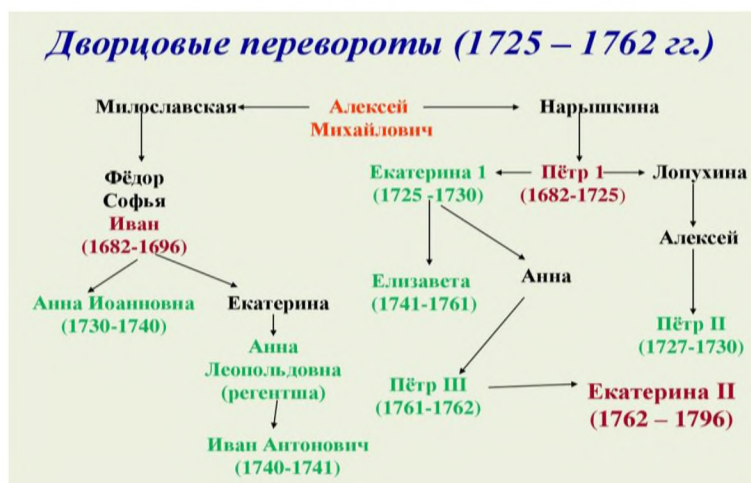 Дворцовые перевороты (1725 – 1762 гг.)
Милославская
Алексей
Михайлович
Нарышкина
Фёдор
Софья
Иван
(1682-1696)
Екатерина 1
(1725 -1730)
Пётр 1
(1682-1725)
Лопухина
Алексей
Анна Иоанновна
(1730-1740)
Екатерина
Елизавета
(1741-1761)
Анна
Пётр II
(1727-1730)
Анна
Леопольдовна
(регентша)
Пётр III
(1761-1762)
Екатерина II
(1762 – 1796)
Иван Антонович
(1740-1741)